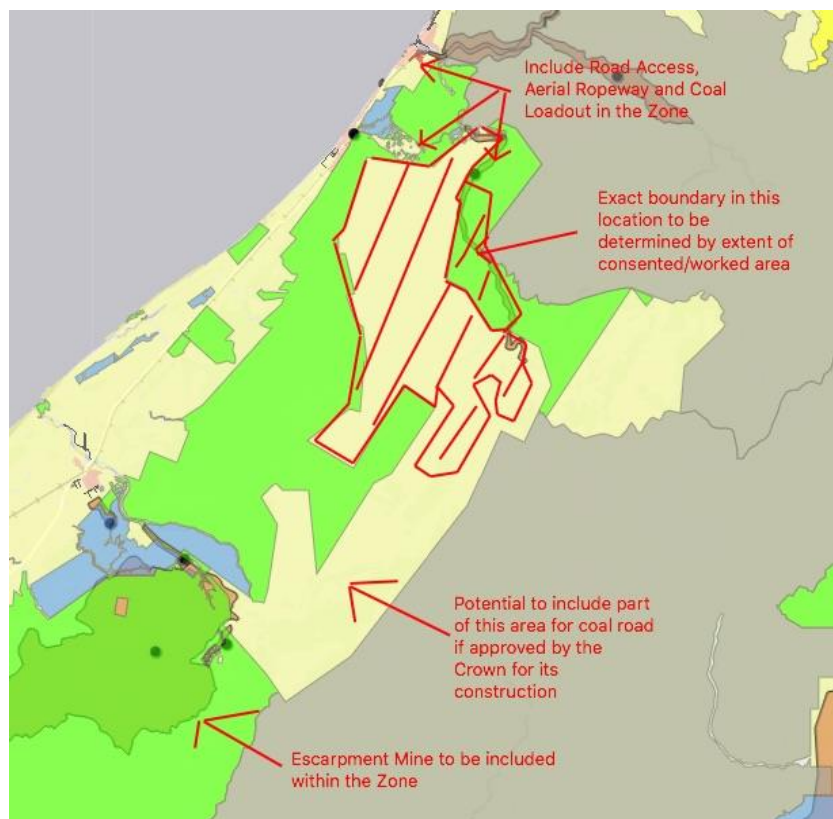 Include Road Access,
Aerial Ropeway and Coal
Loadout in the Zone
Exact boundary in this
location to be
determined by extent of
consented/worked area
Potential to include part
of this area for coal road
if approved by the
Crown for its
construction
Escarpment Mine to be included
within the Zone